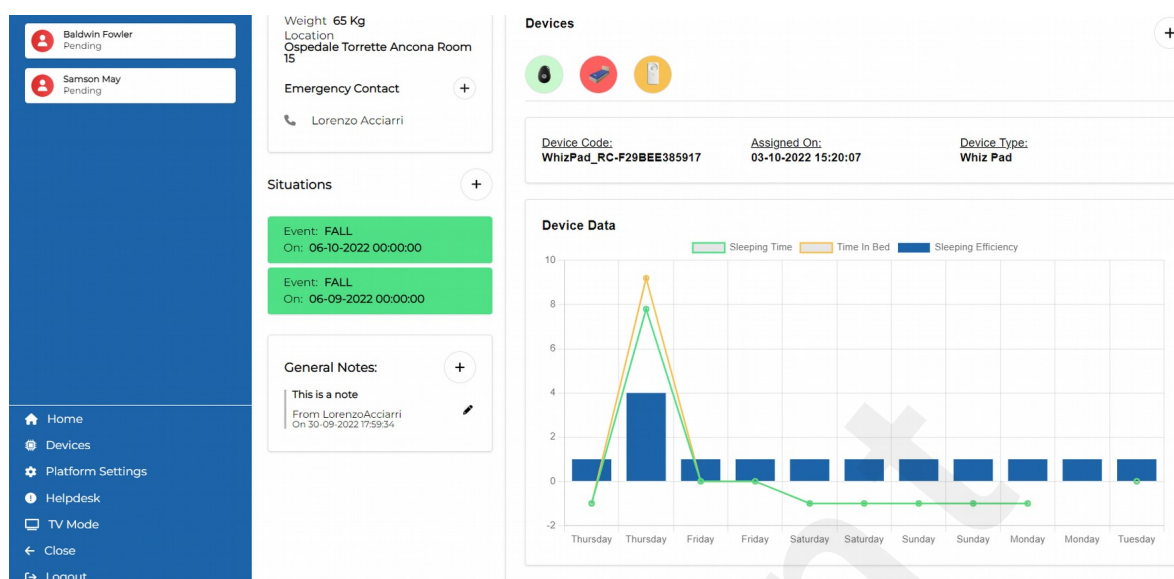 Baldwin Fowler
Pending
Samson May
Pending
Home
Devices
Platform Settings
Helpdesk
TV Mode
Close
Logout
Weight 65 Kg
Location
Ospedale Torrette Ancona Room
15
Emergency Contact +
Lorenzo Acciarri
Situations +
Event: FALL
On: 06-10-2022 00:00:00
Event: FALL
On: 06-09-2022 00:00:00
General Notes: +
This is a note
From LorenzoAcciarri
On 30-09-2022 17:59:34
Devices +
Device Code:
WhizPad_RC-F29BEE385917
Assigned On:
03-10-2022 15:20:07
Device Type:
Whiz Pad
Device Data
Sleeping Time Time In Bed Sleeping Efficiency
10
8
6
4
2
0
-2
Thursday Thursday Friday Friday Saturday Saturday Sunday Sunday Monday Monday Tuesday